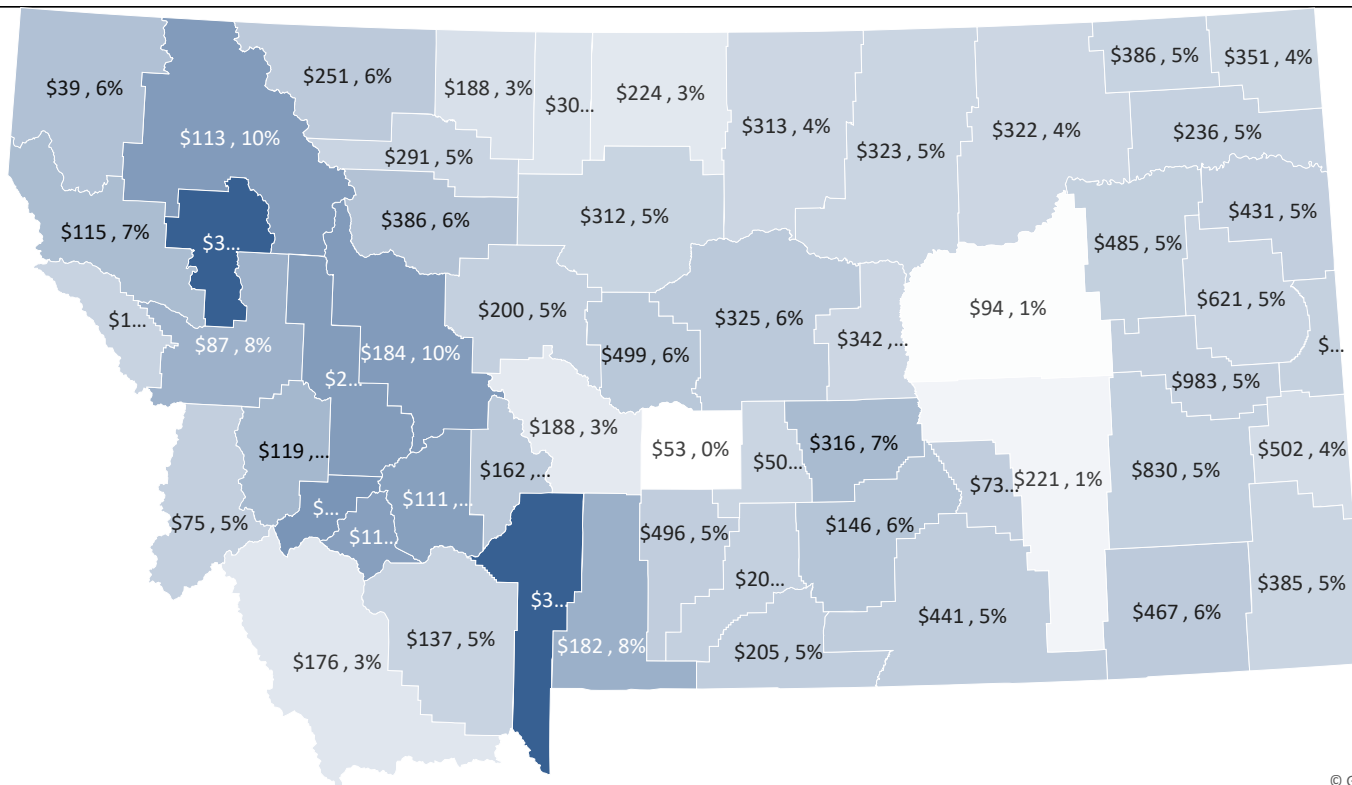 $386 , 5%
$351 , 4%
$251 , 6%
$39 , 6%
$188 , 3%
$30...
$224 , 3%
$313 , 4%
$322 , 4%
$236 , 5%
$113 , 10%
$291 , 5%
$323 , 5%
$386 , 6%
$312 , 5%
$431 , 5%
$115 , 7%
$3...
$485 , 5%
$621 , 5%
$200 , 5%
$94 , 1%
$1...
$325 , 6%
$87 , 8%
$184 , 10%
$499 , 6%
$342 ,...
$...
$2...
$983 , 5%
$188 , 3%
$119 ,...
$53 , 0%
$316 , 7%
$502 , 4%
$50...
$162 ,...
$73...
$221 , 1%
$830 , 5%
$111 ,...
$...
$75 , 5%
$11...
$496 , 5%
$146 , 6%
$20...
$3...
$385 , 5%
$441 , 5%
$467 , 6%
$137 , 5%
$182 , 8%
$205 , 5%
$176 , 3%
© G